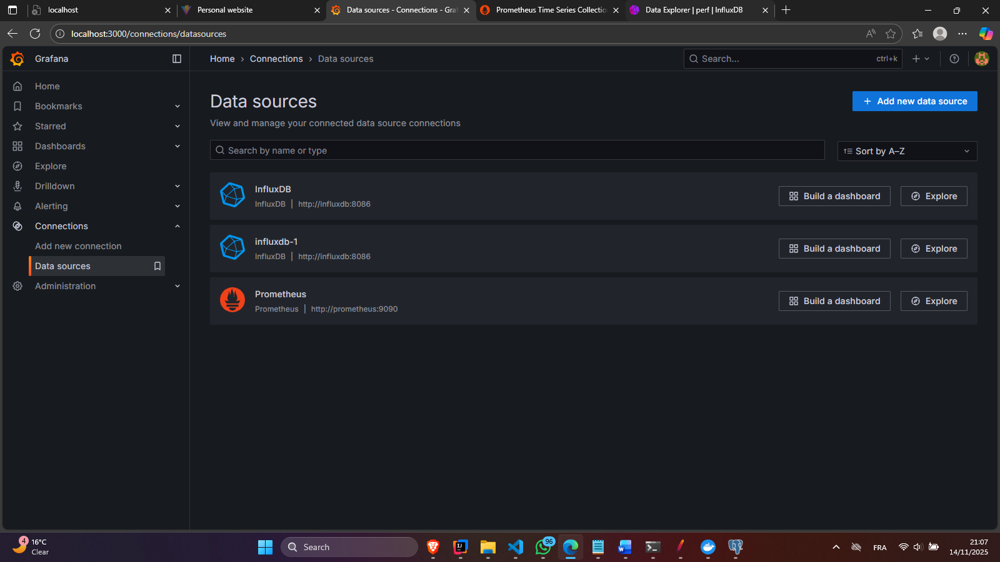 localhost
Personal website
Data sources - Connections - Graf
Prometheus Time Series Collectio
Data Explorer | perf | InfluxDB
localhost:3000/connections/datasources
Grafana
Home › Connections › Data sources
Search...
ctrl+k
Home
Bookmarks
Starred
Dashboards
Explore
Drilldown
Alerting
Connections
Add new connection
Data sources
Administration
Data sources
Add new data source
View and manage your connected data source connections
Search by name or type
Sort by A–Z
InfluxDB
InfluxDB | http://influxdb:8086
Build a dashboard
Explore
influxdb-1
InfluxDB | http://influxdb:8086
Build a dashboard
Explore
Prometheus
Prometheus | http://prometheus:9090
Build a dashboard
Explore
4
16°C
Clear
Search
96
FRA
21:07
14/11/2025